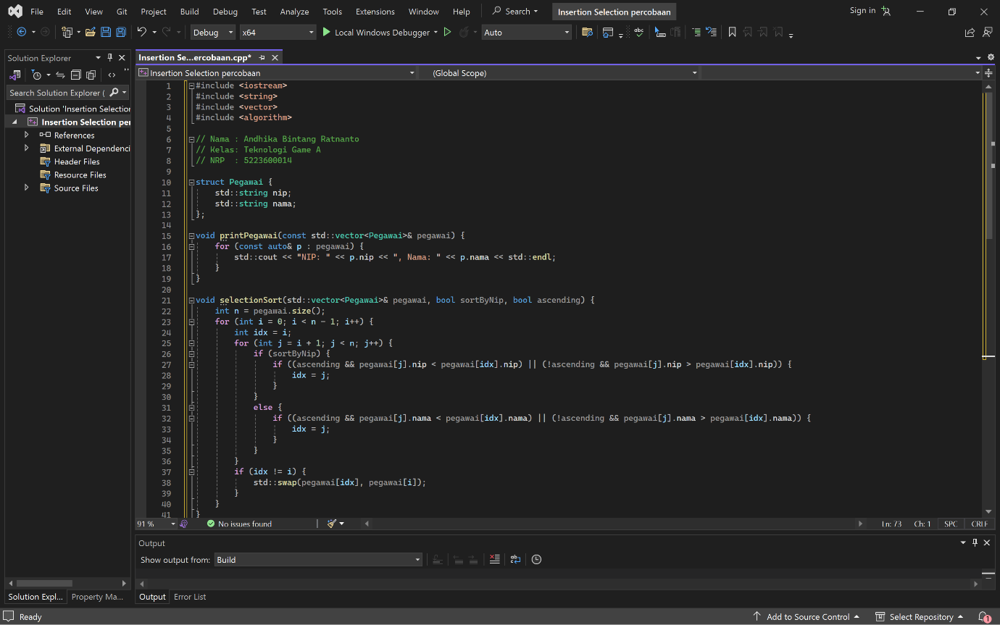 File Edit View Git Project Build Debug Test Analyze Tools Extensions Window Help Search Insertion Selection percobaan Sign in
Debug x64 Local Windows Debugger Auto
Solution Explorer
Search Solution Explorer (
Solution 'Insertion Selection
Insertion Selection per
References
External Dependenci
Header Files
Resource Files
Source Files
Solution Expl... Property Ma...
Insertion Se...ercobaan.cpp*
Insertion Selection percobaan (Global Scope)
1 #include <iostream>
2 #include <string>
3 #include <vector>
4 #include <algorithm>
5
6 // Nama : Andhika Bintang Ratnanto
7 // Kelas: Teknologi Game A
8 // NRP  : 5223600014
9
10 struct Pegawai {
11     std::string nip;
12     std::string nama;
13 };
14
15 void printPegawai(const std::vector<Pegawai>& pegawai) {
16     for (const auto& p : pegawai) {
17         std::cout << "NIP: " << p.nip << ", Nama: " << p.nama << std::endl;
18     }
19 }
20
21 void selectionSort(std::vector<Pegawai>& pegawai, bool sortByNip, bool ascending) {
22     int n = pegawai.size();
23     for (int i = 0; i < n - 1; i++) {
24         int idx = i;
25         for (int j = i + 1; j < n; j++) {
26             if (sortByNip) {
27                 if ((ascending && pegawai[j].nip < pegawai[idx].nip) || (!ascending && pegawai[j].nip > pegawai[idx].nip)) {
28                     idx = j;
29                 }
30             }
31             else {
32                 if ((ascending && pegawai[j].nama < pegawai[idx].nama) || (!ascending && pegawai[j].nama > pegawai[idx].nama)) {
33                     idx = j;
34                 }
35             }
36         }
37         if (idx != i) {
38             std::swap(pegawai[idx], pegawai[i]);
39         }
40     }
41 }
91 % No issues found Ln: 73 Ch: 1 SPC CRLF
Output
Show output from: Build
Output Error List
Ready Add to Source Control Select Repository 1